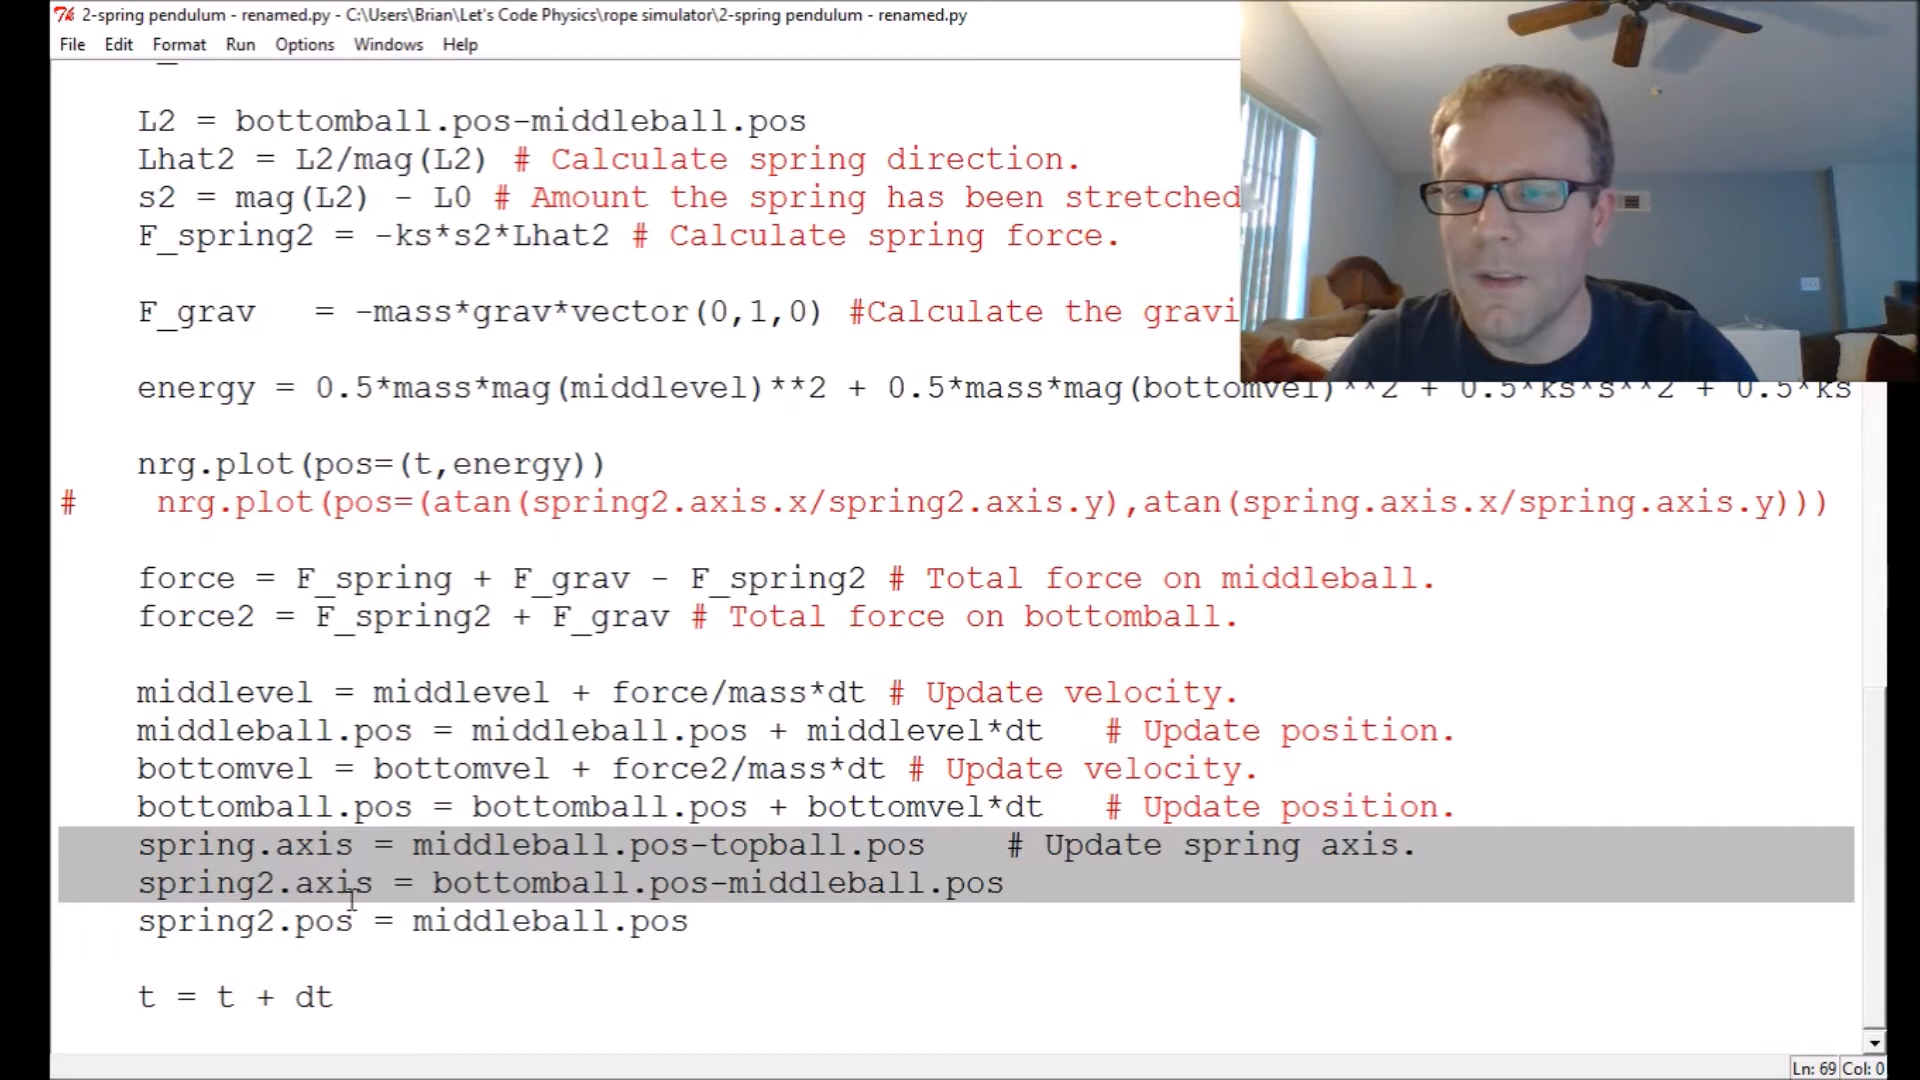 2-spring pendulum - renamed.py - C:\Users\Brian\Let's Code Physics\rope simulator\2-spring pendulum - renamed.py
File Edit Format Run Options Windows Help
L2 = bottomball.pos-middleball.pos
Lhat2 = L2/mag(L2) # Calculate spring direction.
s2 = mag(L2) - L0 # Amount the spring has been stretched
F_spring2 = -ks*s2*Lhat2 # Calculate spring force.
F_grav   = -mass*grav*vector(0,1,0) #Calculate the gravi
energy = 0.5*mass*mag(middlevel)**2 + 0.5*mass*mag(bottomvel)**2 + 0.5*ks*s**2 + 0.5*ks
nrg.plot(pos=(t,energy))
#    nrg.plot(pos=(atan(spring2.axis.x/spring2.axis.y),atan(spring.axis.x/spring.axis.y)))
force = F_spring + F_grav - F_spring2 # Total force on middleball.
force2 = F_spring2 + F_grav # Total force on bottomball.
middlevel = middlevel + force/mass*dt # Update velocity.
middleball.pos = middleball.pos + middlevel*dt   # Update position.
bottomvel = bottomvel + force2/mass*dt # Update velocity.
bottomball.pos = bottomball.pos + bottomvel*dt   # Update position.
spring.axis = middleball.pos-topball.pos    # Update spring axis.
spring2.axis = bottomball.pos-middleball.pos
spring2.pos = middleball.pos
t = t + dt
Ln: 69 Col: 0